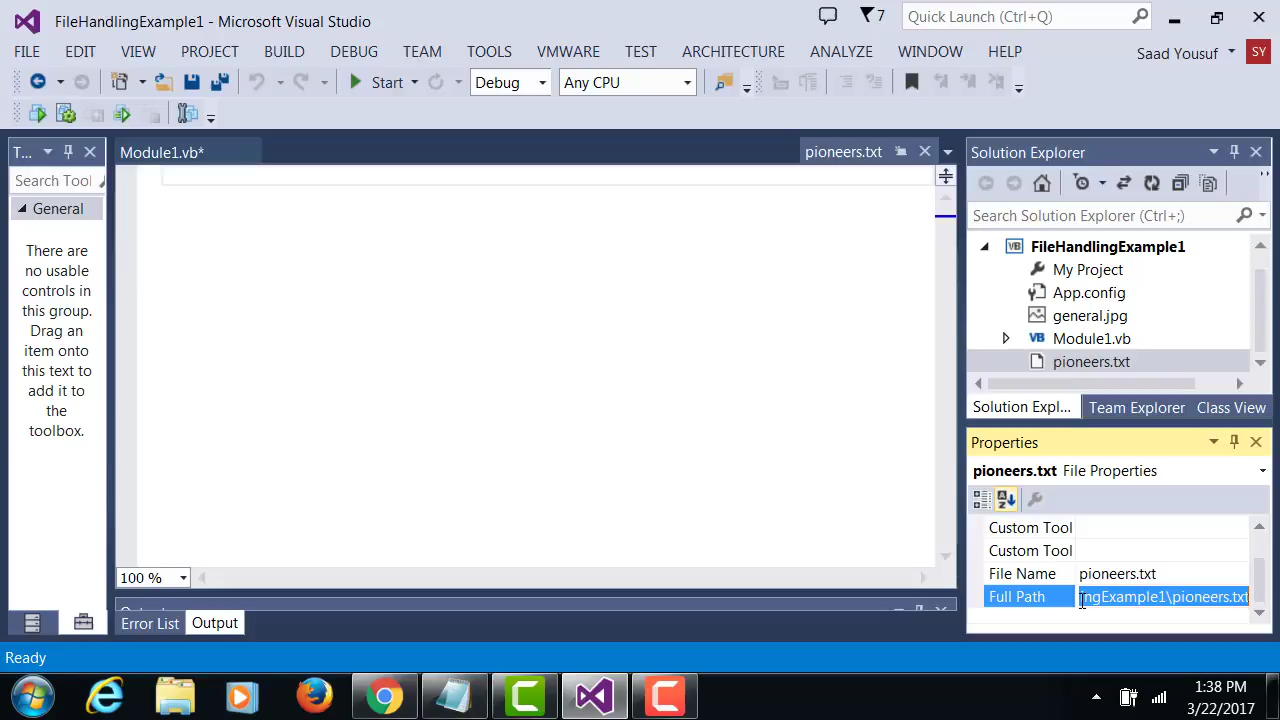 FileHandlingExample1 - Microsoft Visual Studio
7
Quick Launch (Ctrl+Q)
FILE EDIT VIEW PROJECT BUILD DEBUG TEAM TOOLS VMWARE TEST ARCHITECTURE ANALYZE WINDOW HELP
Saad Yousuf SY
Start Debug Any CPU
T...
Search Tool
General
There are
no usable
controls in
this group.
Drag an
item onto
this text to
add it to
the
toolbox.
Module1.vb*
pioneers.txt
100 %
Error List Output
Solution Explorer
Search Solution Explorer (Ctrl+;)
VB FileHandlingExample1
My Project
App.config
general.jpg
VB Module1.vb
pioneers.txt
Solution Expl... Team Explorer Class View
Properties
pioneers.txt File Properties
Custom Tool
Custom Tool
File Name pioneers.txt
Full Path ngExample1\pioneers.txt
Ready
1:38 PM
3/22/2017